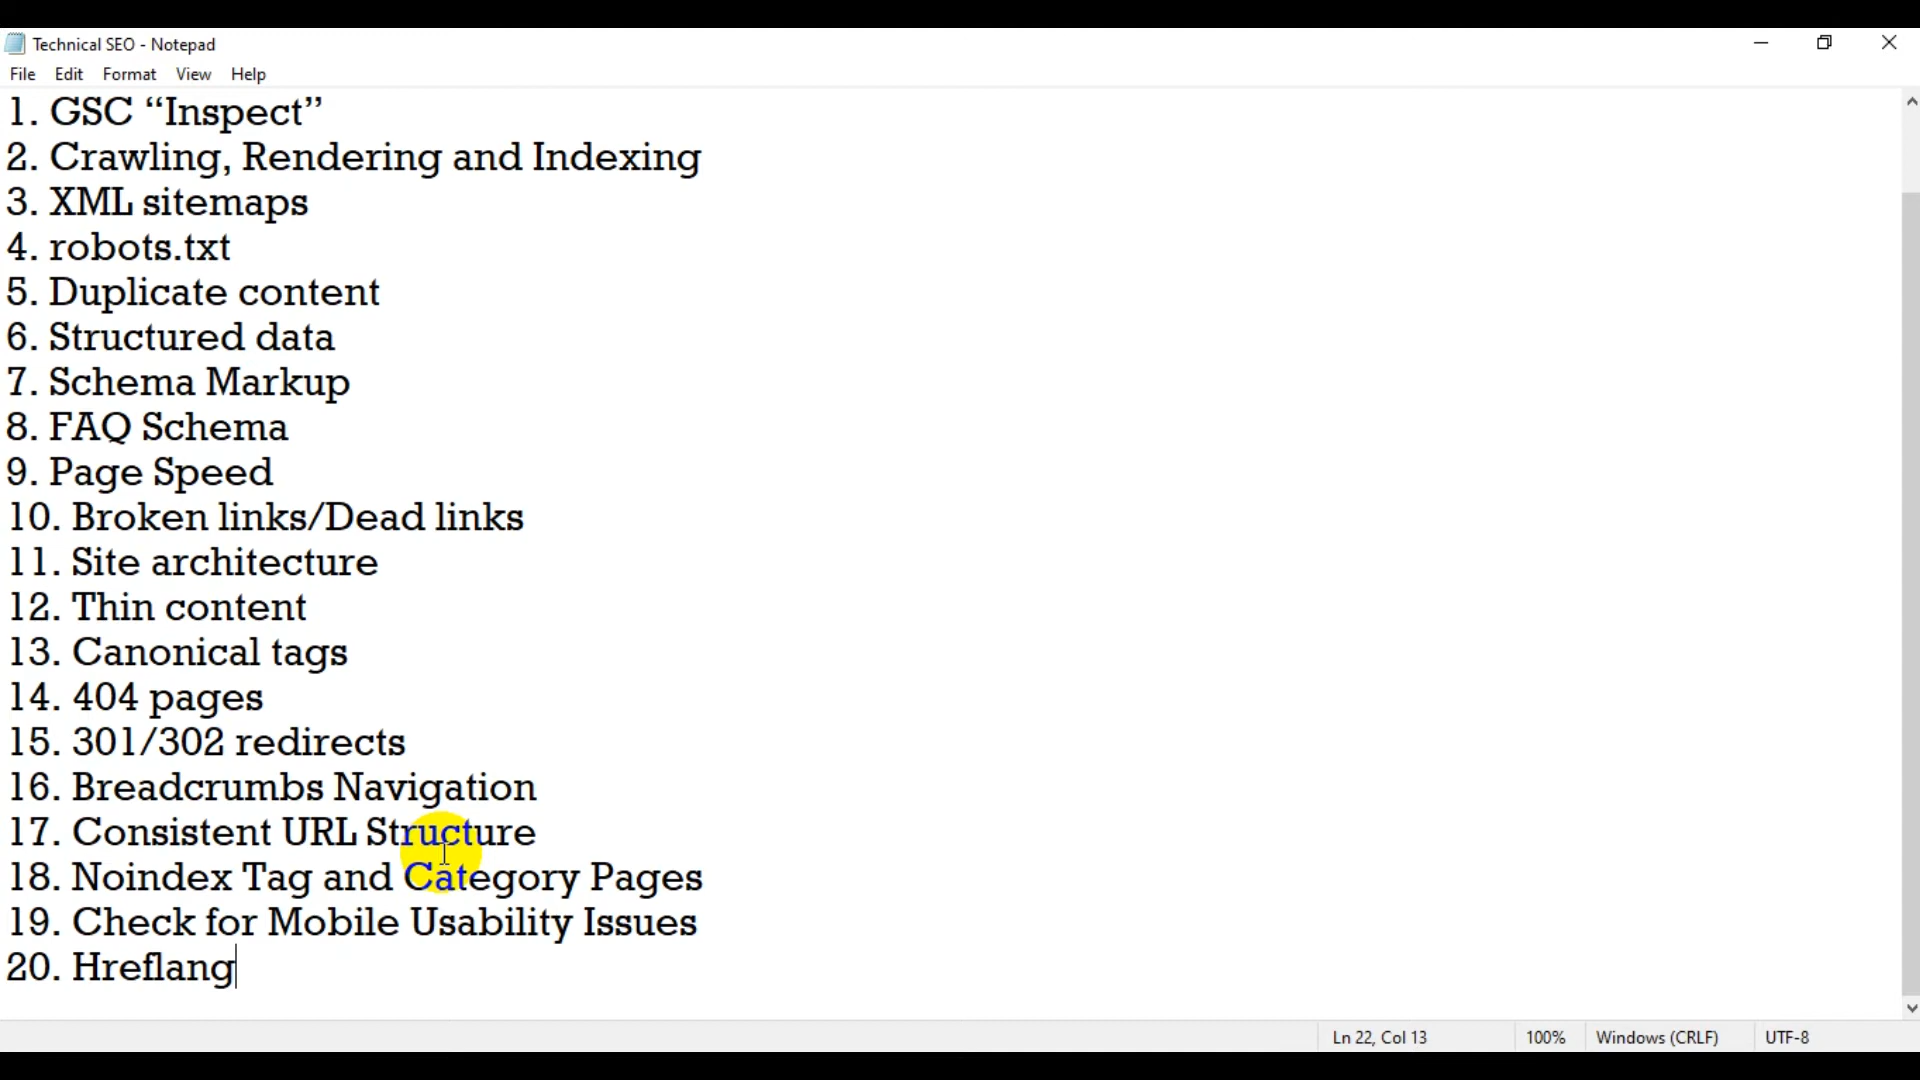 Technical SEO - Notepad
File Edit Format View Help
1. GSC “Inspect”
2. Crawling, Rendering and Indexing
3. XML sitemaps
4. robots.txt
5. Duplicate content
6. Structured data
7. Schema Markup
8. FAQ Schema
9. Page Speed
10. Broken links/Dead links
11. Site architecture
12. Thin content
13. Canonical tags
14. 404 pages
15. 301/302 redirects
16. Breadcrumbs Navigation
17. Consistent URL Structure
18. Noindex Tag and Category Pages
19. Check for Mobile Usability Issues
20. Hreflang
Ln 22, Col 13 100% Windows (CRLF) UTF-8